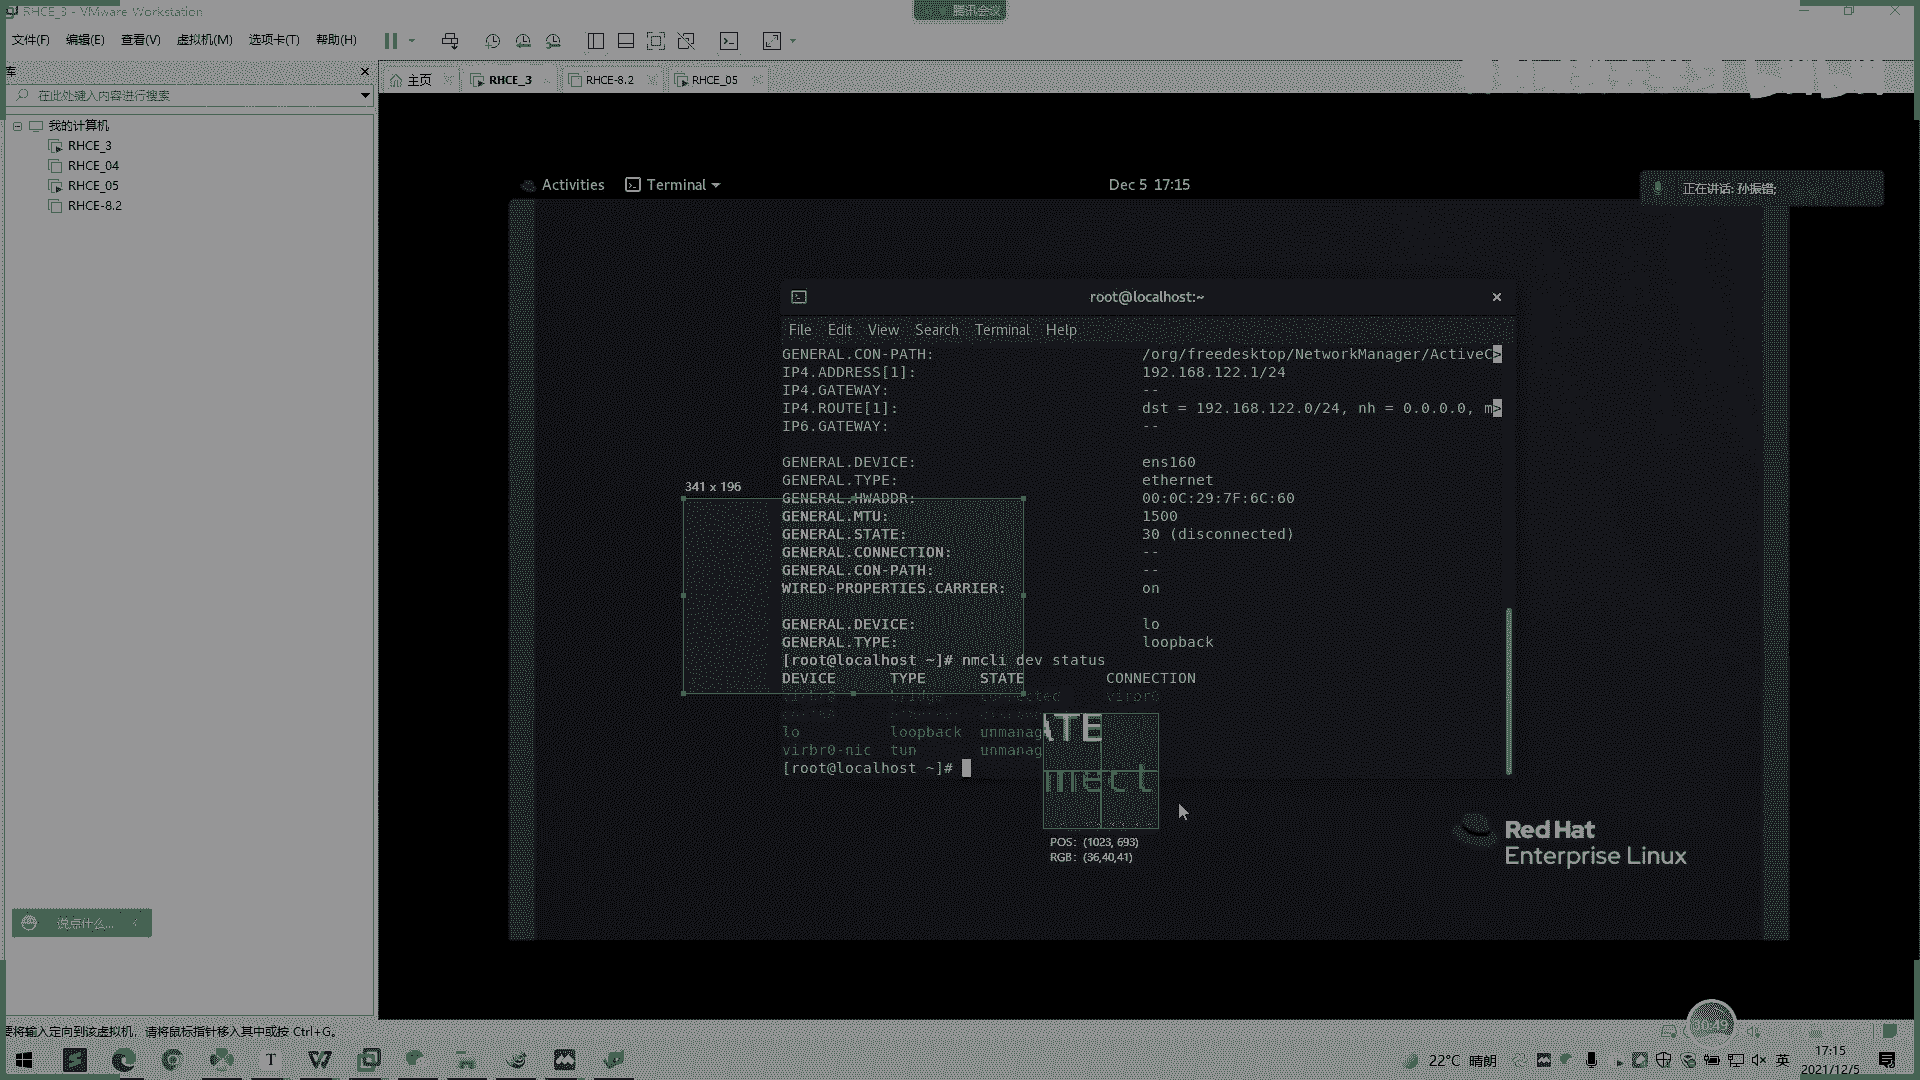 RHCE_3 - VMware Workstation
腾讯会议
文件(F) 编辑(E) 查看(V) 虚拟机(M) 选项卡(T) 帮助(H)
库
主页 RHCE_3 RHCE-8.2 RHCE_05
在此处键入内容进行搜索
我的计算机
RHCE_3
RHCE_04
RHCE_05
RHCE-8.2
Activities Terminal Dec 5 17:15
正在讲话: 孙振错;
root@localhost:~
File Edit View Search Terminal Help
GENERAL.CON-PATH: /org/freedesktop/NetworkManager/ActiveC>
IP4.ADDRESS[1]: 192.168.122.1/24
IP4.GATEWAY: --
IP4.ROUTE[1]: dst = 192.168.122.0/24, nh = 0.0.0.0, m>
IP6.GATEWAY: --
GENERAL.DEVICE: ens160
GENERAL.TYPE: ethernet
341 x 196
GENERAL.HWADDR: 00:0C:29:7F:6C:60
GENERAL.MTU: 1500
GENERAL.STATE: 30 (disconnected)
GENERAL.CONNECTION: --
GENERAL.CON-PATH: --
WIRED-PROPERTIES.CARRIER: on
GENERAL.DEVICE: lo
GENERAL.TYPE: loopback
[root@localhost ~]# nmcli dev status
DEVICE TYPE STATE CONNECTION
virbr0 bridge connected virbr0
lo loopback unmanag
virbr0-nic tun unmanag
[root@localhost ~]#
ATE
nnect
POS: (1023, 693)
RGB: (36,40,41)
Red Hat
Enterprise Linux
说点什么...
要将输入定向到该虚拟机，请将鼠标指针移入其中或按 Ctrl+G。
30:49
22°C 晴朗 英 17:15
2021/12/5